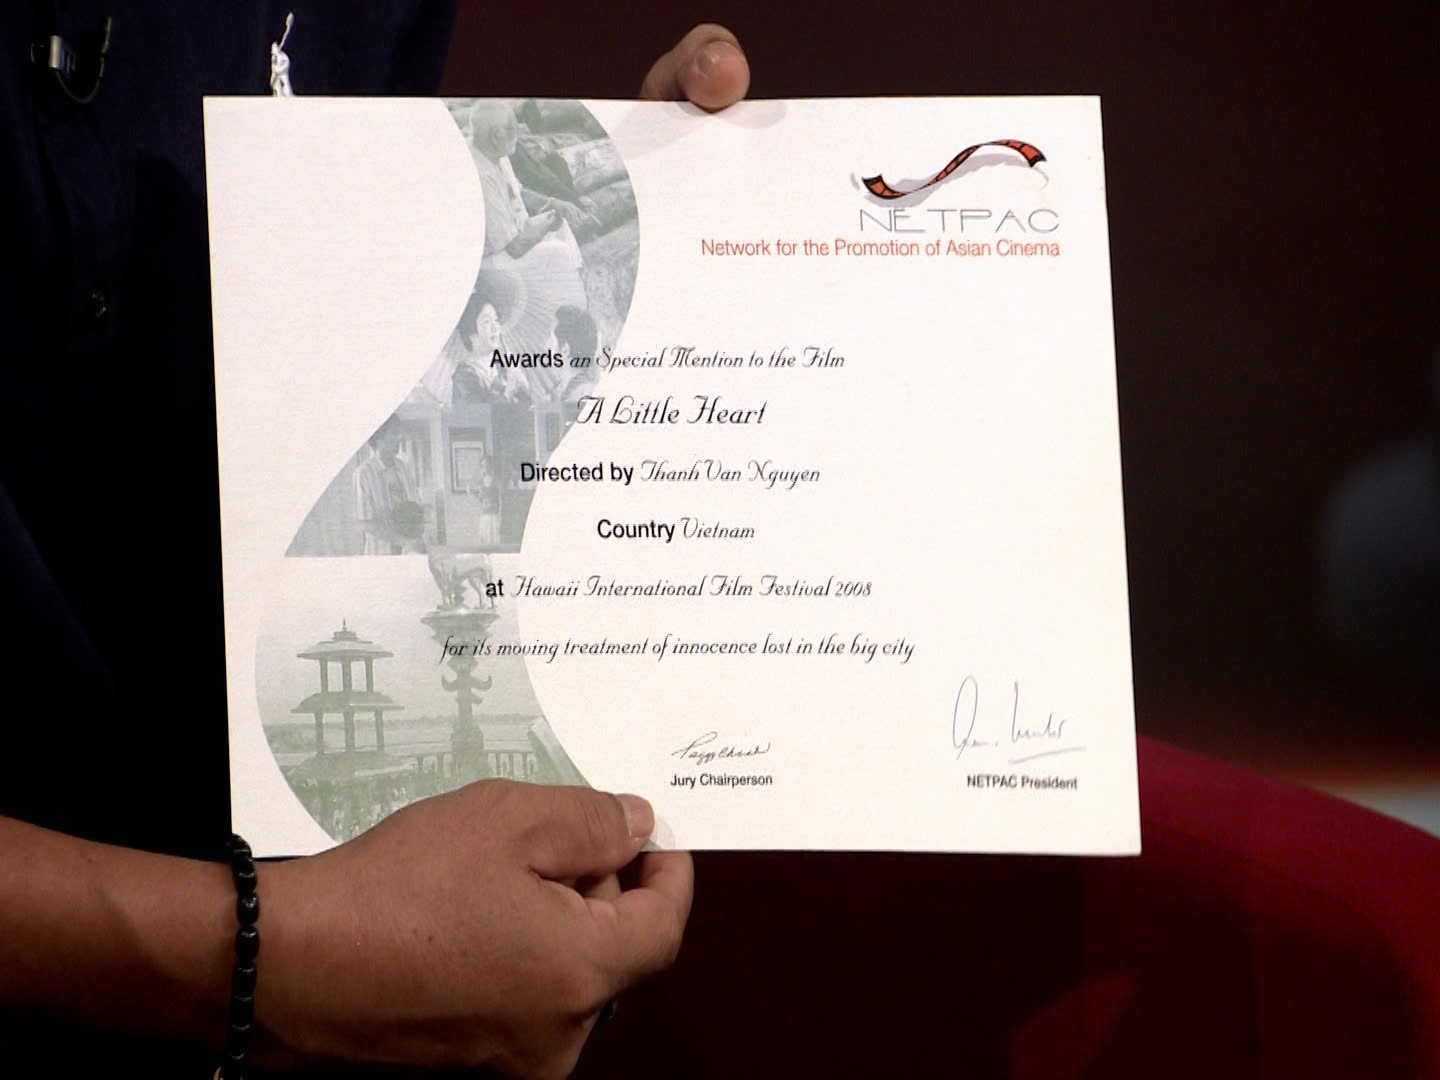 NETPAC
Network for the Promotion of Asian Cinema
Awards an Special Mention to the Film
A Little Heart
Directed by Thanh Van Nguyen
Country Vietnam
at Hawaii International Film Festival 2008
for its moving treatment of innocence lost in the big city
Jury Chairperson
NETPAC President